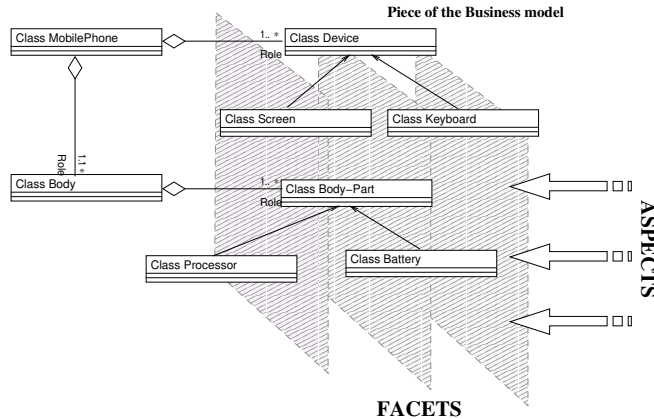 Piece of the Business model
Class MobilePhone
1.. *
Role
Class Device
Class Screen
Class Keyboard
1.1 *
Role
Class Body
1.. *
Role
Class Body-Part
Class Processor
Class Battery
ASPECTS
FACETS